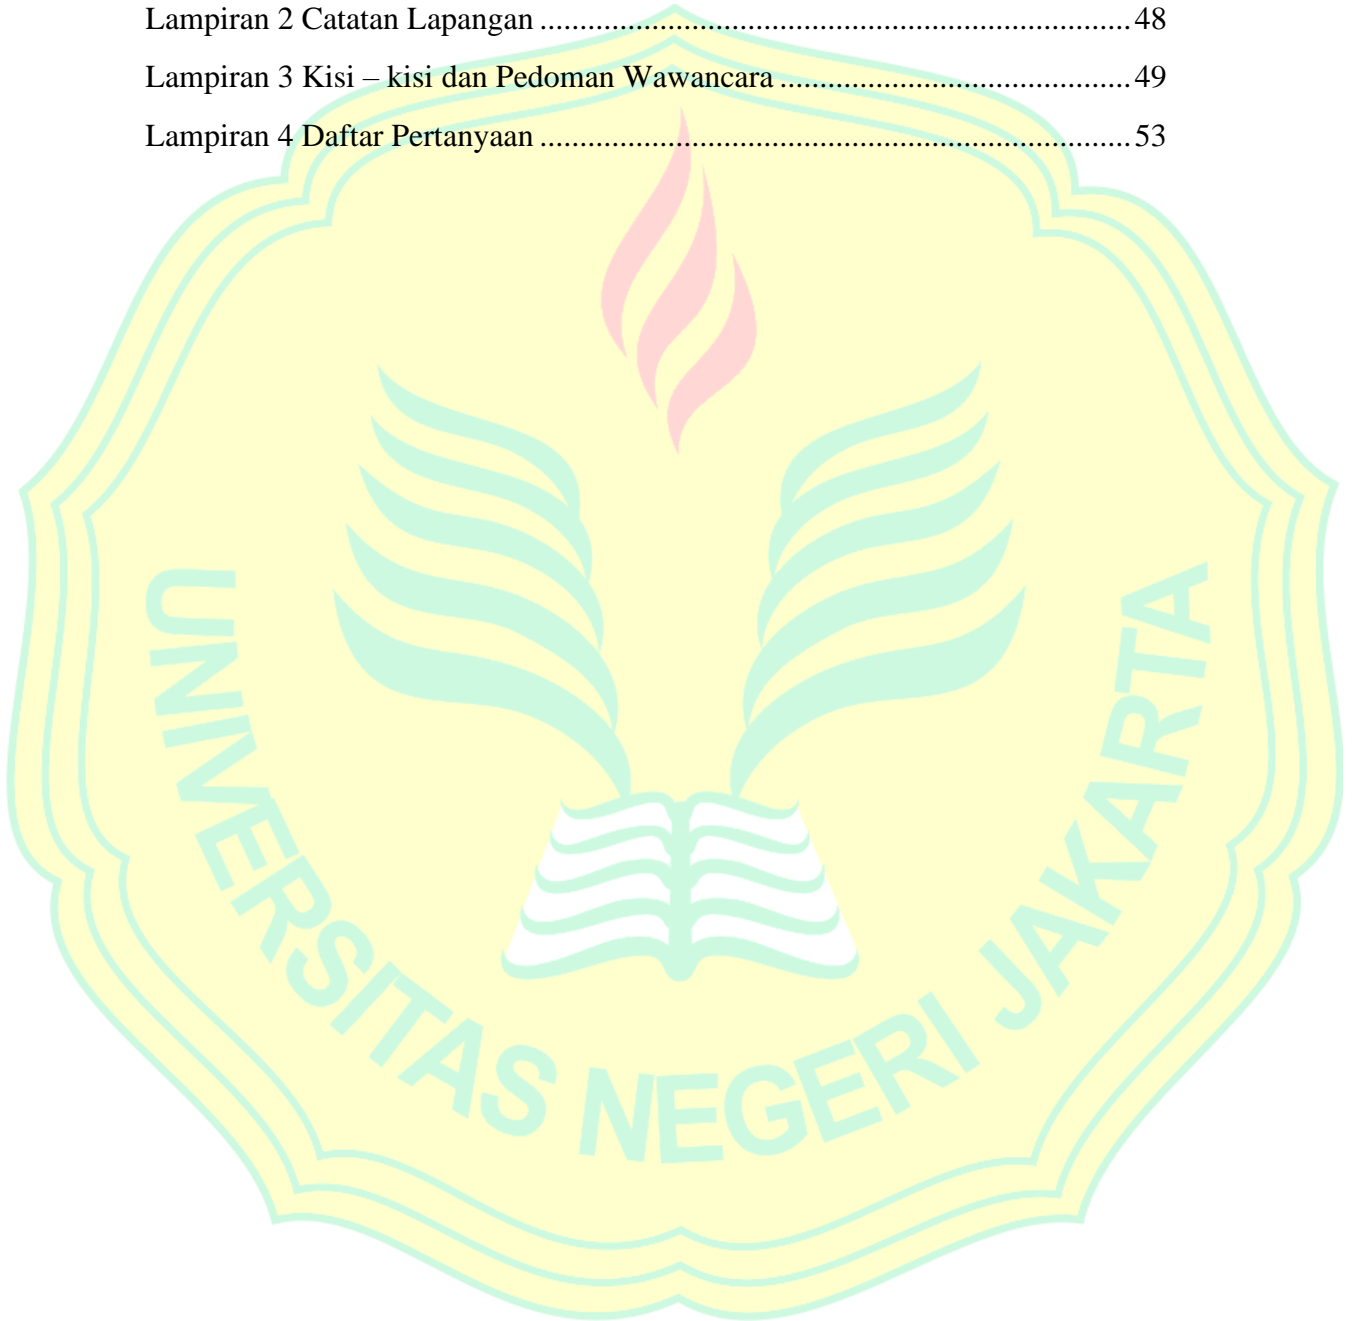 Lampiran 2 Catatan Lapangan ........................................................................ 48
Lampiran 3 Kisi – kisi dan Pedoman Wawancara .......................................... 49
Lampiran 4 Daftar Pertanyaan ........................................................................ 53
UNIVERSITAS NEGERI JAKARTA